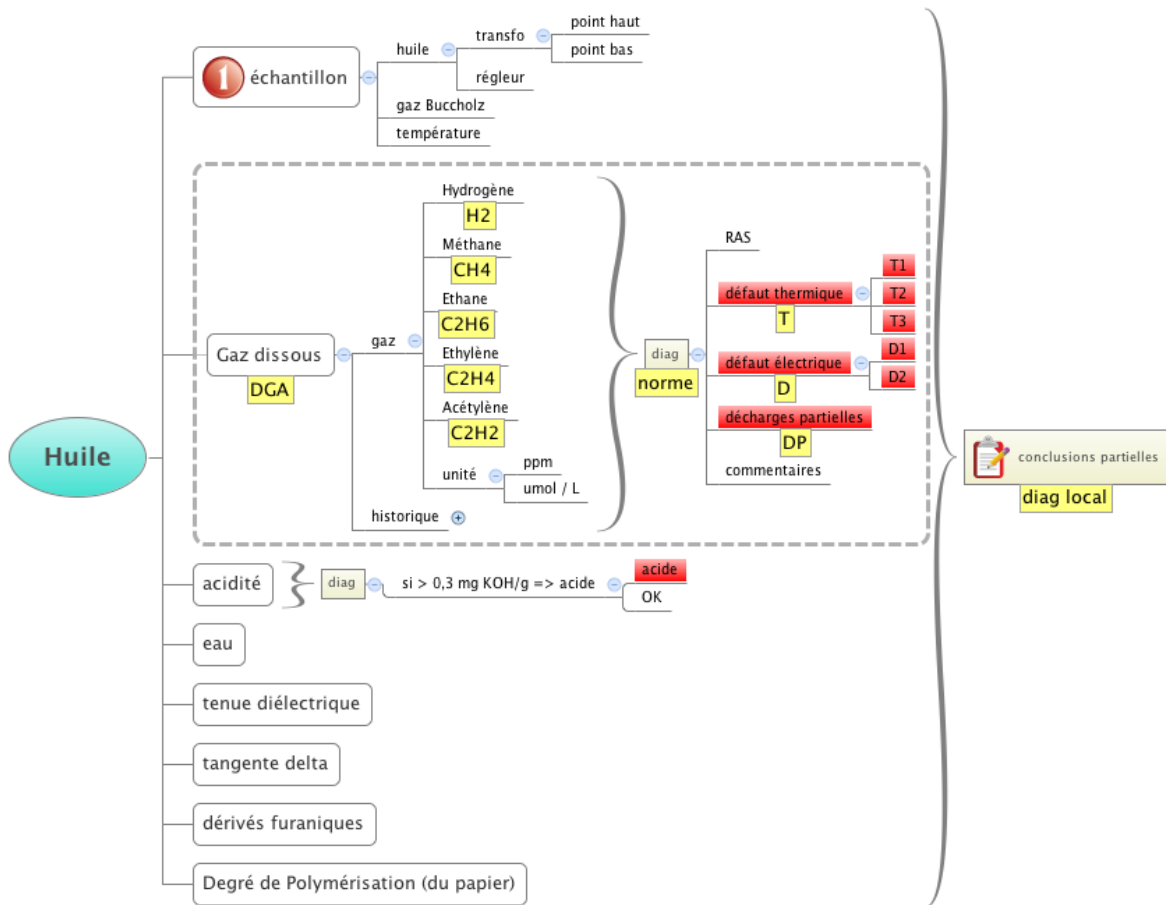 Huile
1
échantillon
huile
transfo
point haut
point bas
régleur
gaz Buccholz
température
Gaz dissous
DGA
gaz
Hydrogène
H2
Méthane
CH4
Ethane
C2H6
Ethylène
C2H4
Acétylène
C2H2
unité
ppm
umol / L
historique
diag
norme
RAS
défaut thermique
T
T1
T2
T3
défaut électrique
D
D1
D2
décharges partielles
DP
commentaires
acidité
diag
si > 0,3 mg KOH/g => acide
acide
OK
eau
tenue diélectrique
tangente delta
dérivés furaniques
Degré de Polymérisation (du papier)
conclusions partielles
diag local